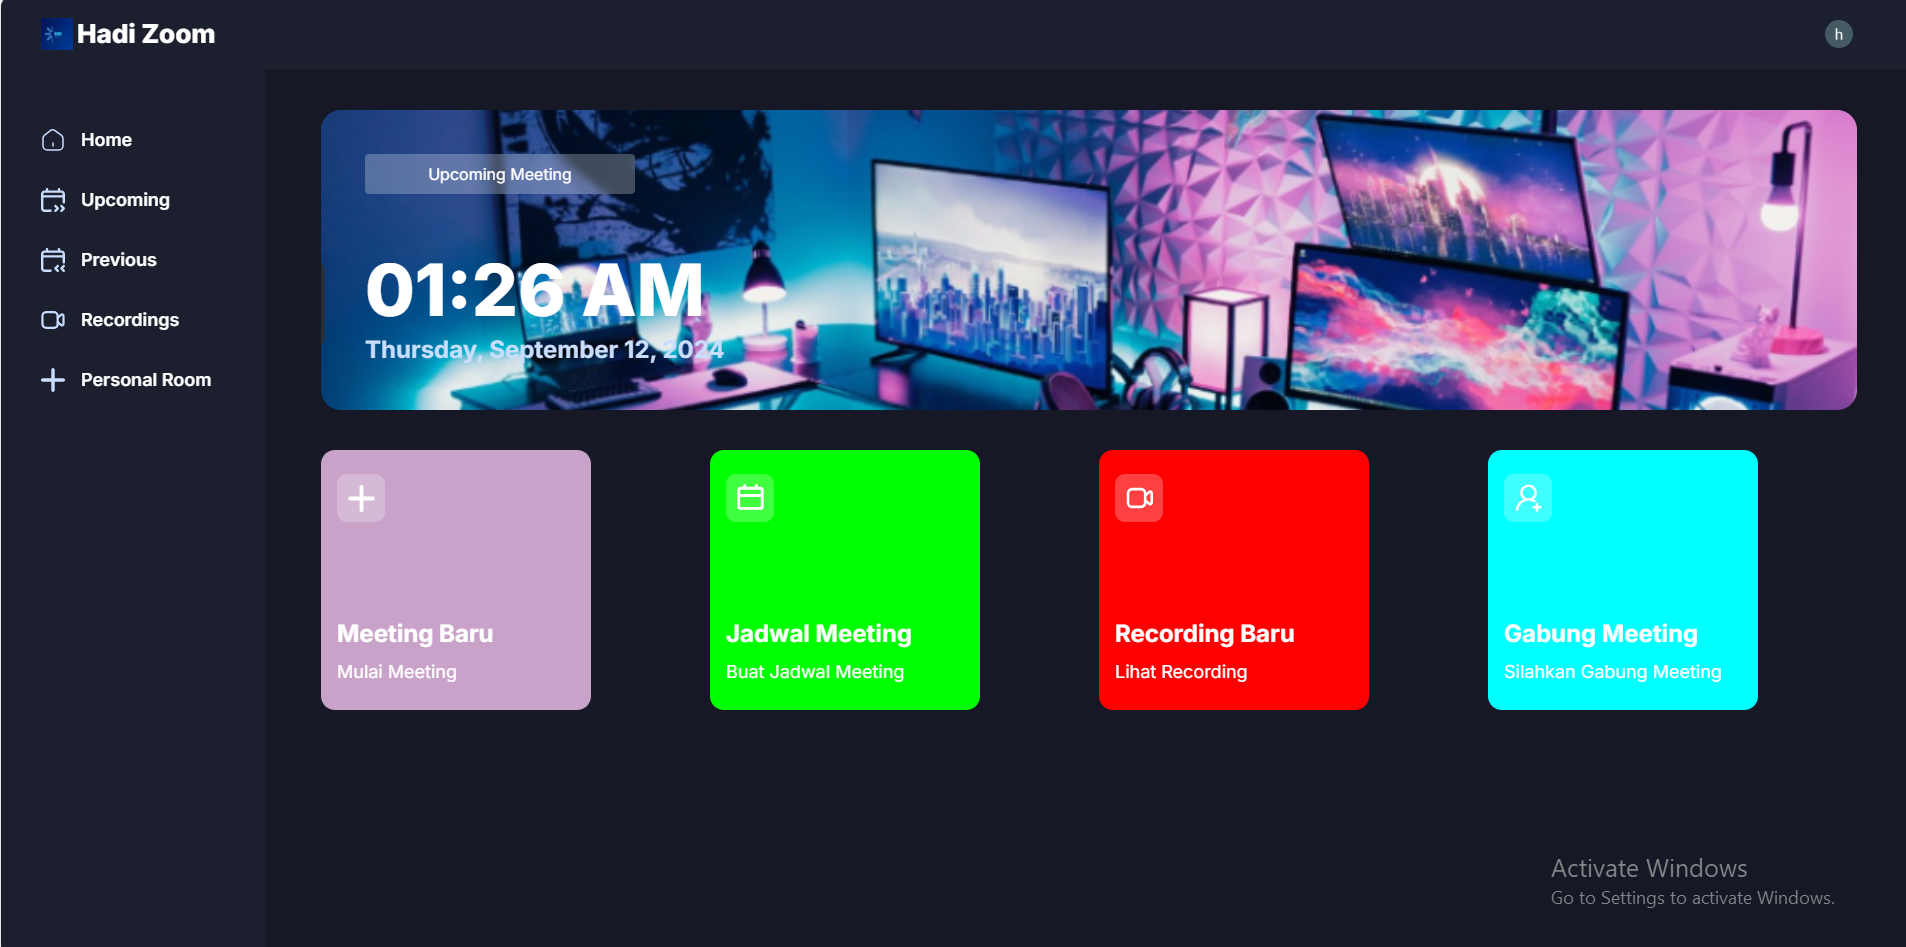 Hadi Zoom
h
Home
Upcoming
Previous
Recordings
Personal Room
Upcoming Meeting
01:26 AM
Thursday, September 12, 2024
Meeting Baru
Mulai Meeting
Jadwal Meeting
Buat Jadwal Meeting
Recording Baru
Lihat Recording
Gabung Meeting
Silahkan Gabung Meeting
Activate Windows
Go to Settings to activate Windows.